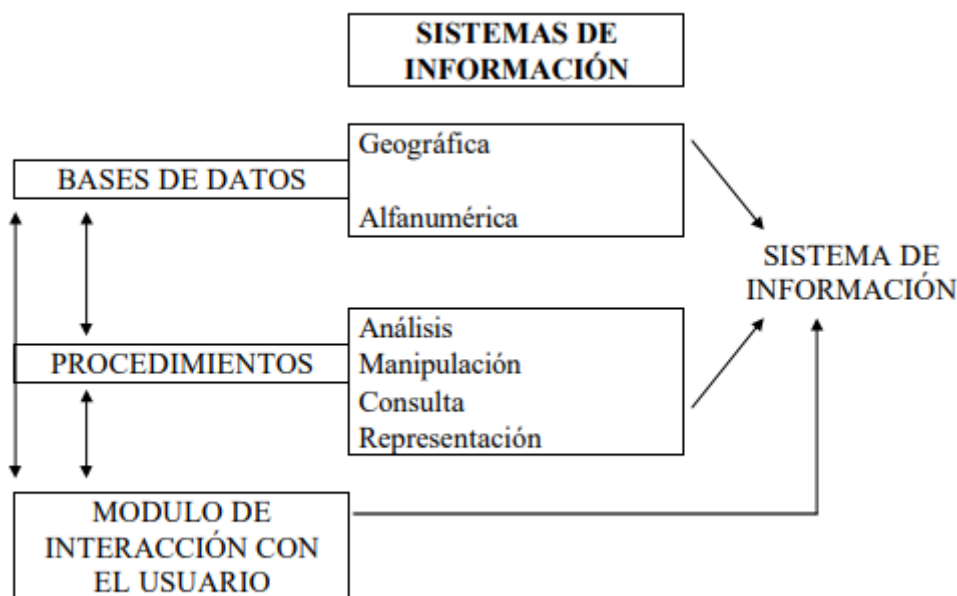 SISTEMAS DE
INFORMACIÓN
Geográfica
BASES DE DATOS
Alfanumérica
SISTEMA DE
INFORMACIÓN
Análisis
PROCEDIMIENTOS
Manipulación
Consulta
Representación
MODULO DE
INTERACCIÓN CON
EL USUARIO